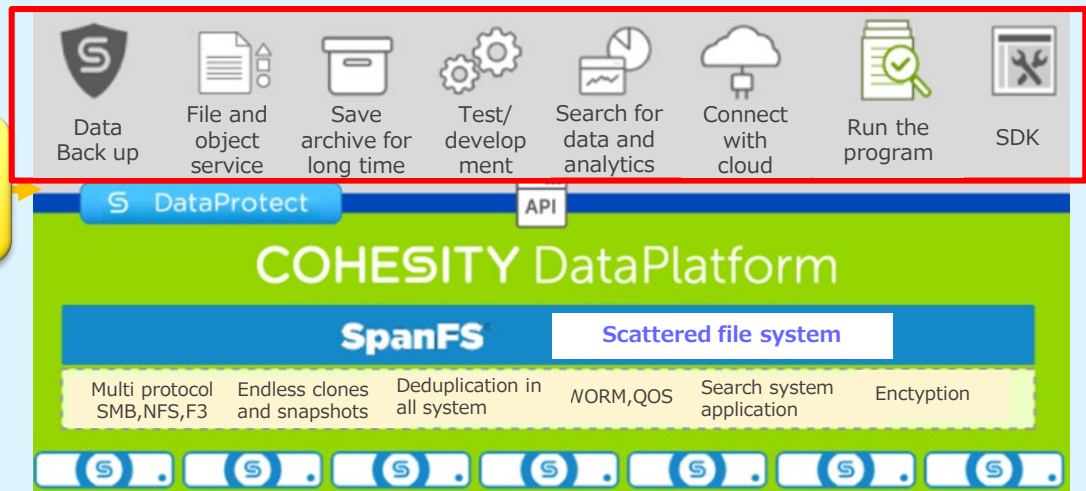 Data
Back up
File and
object
service
Save
archive for
long time
Test/
develop
ment
Search for
data and
analytics
Connect
with
cloud
Run the
program
SDK
S DataProtect
API
COHESITY DataPlatform
SpanFS Scattered file system
Multi protocol
SMB,NFS,F3
Endless clones
and snapshots
Deduplication in
all system
WORM,QOS
Search system
application
Enctyption